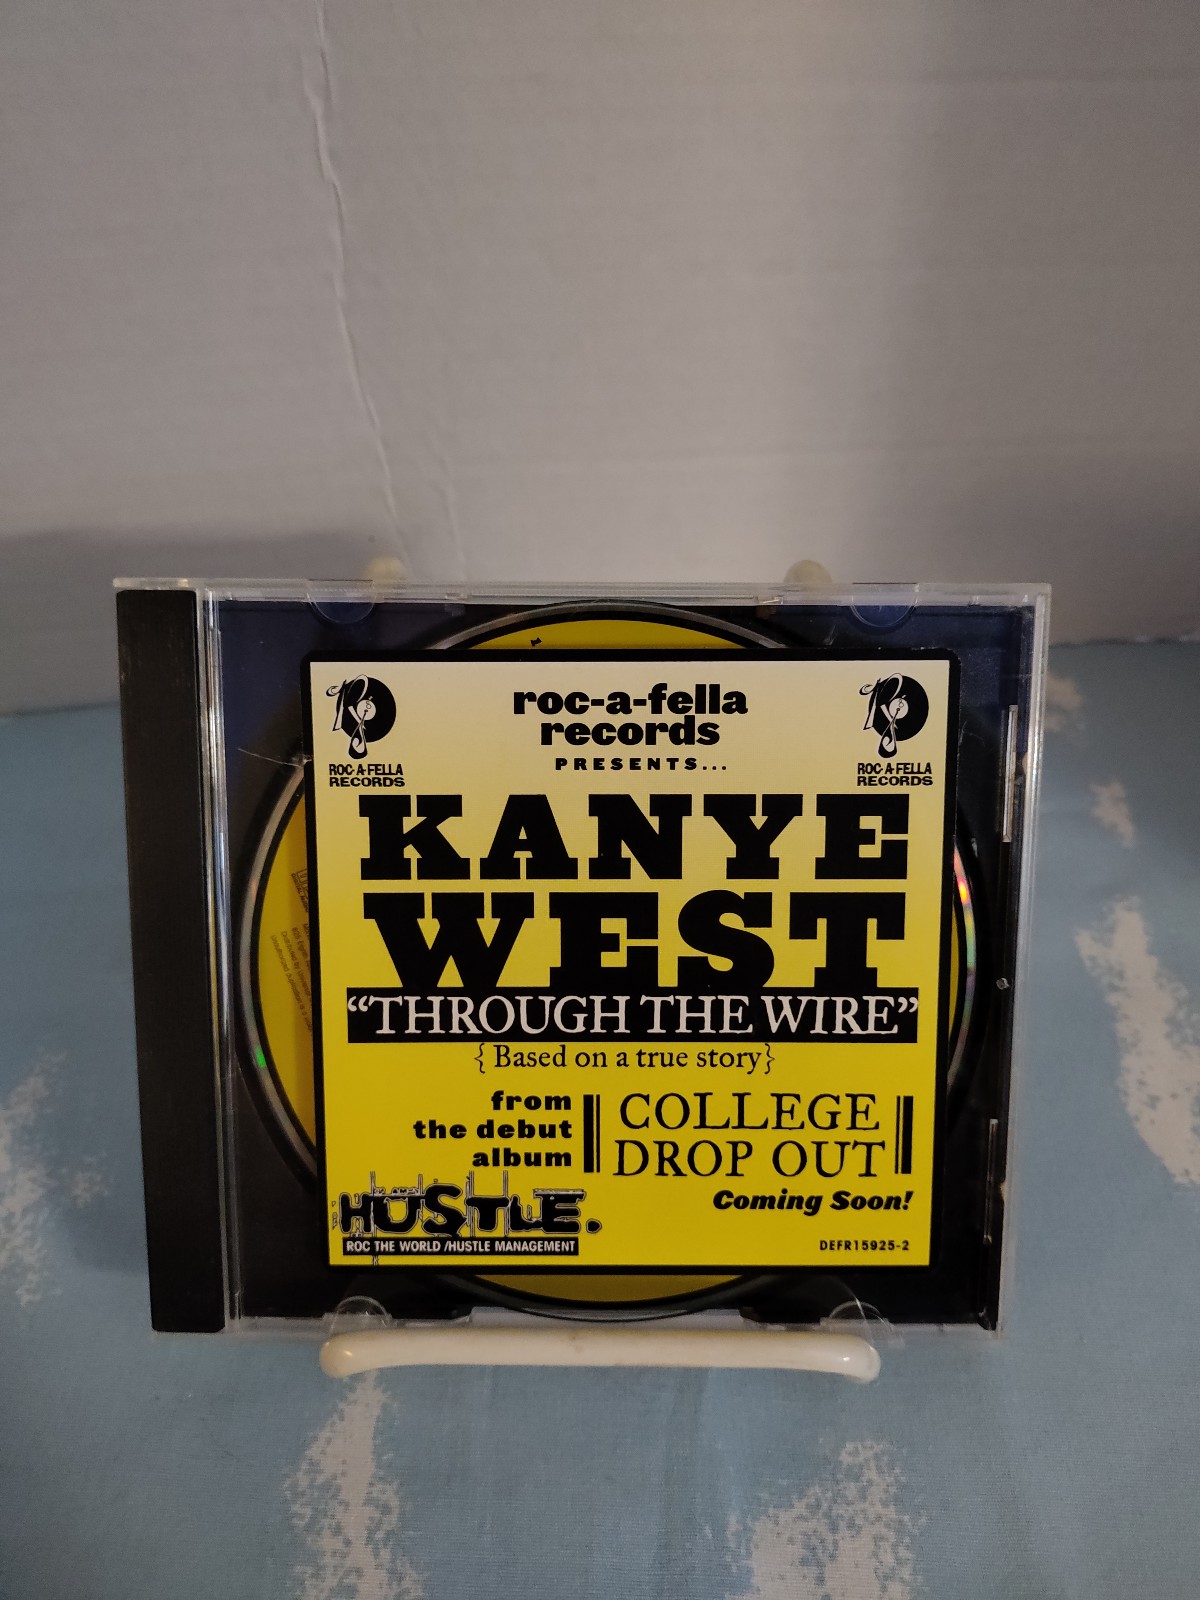 roc-a-fella
records
PRESENTS...
ROC-A-FELLA
RECORDS
ROC-A-FELLA
RECORDS
KANYE
WEST
“THROUGH THE WIRE”
{ Based on a true story}
from
the debut
album
COLLEGE
DROP OUT
Coming Soon!
HUSTLE.
ROC THE WORLD /HUSTLE MANAGEMENT
DEFR15925-2